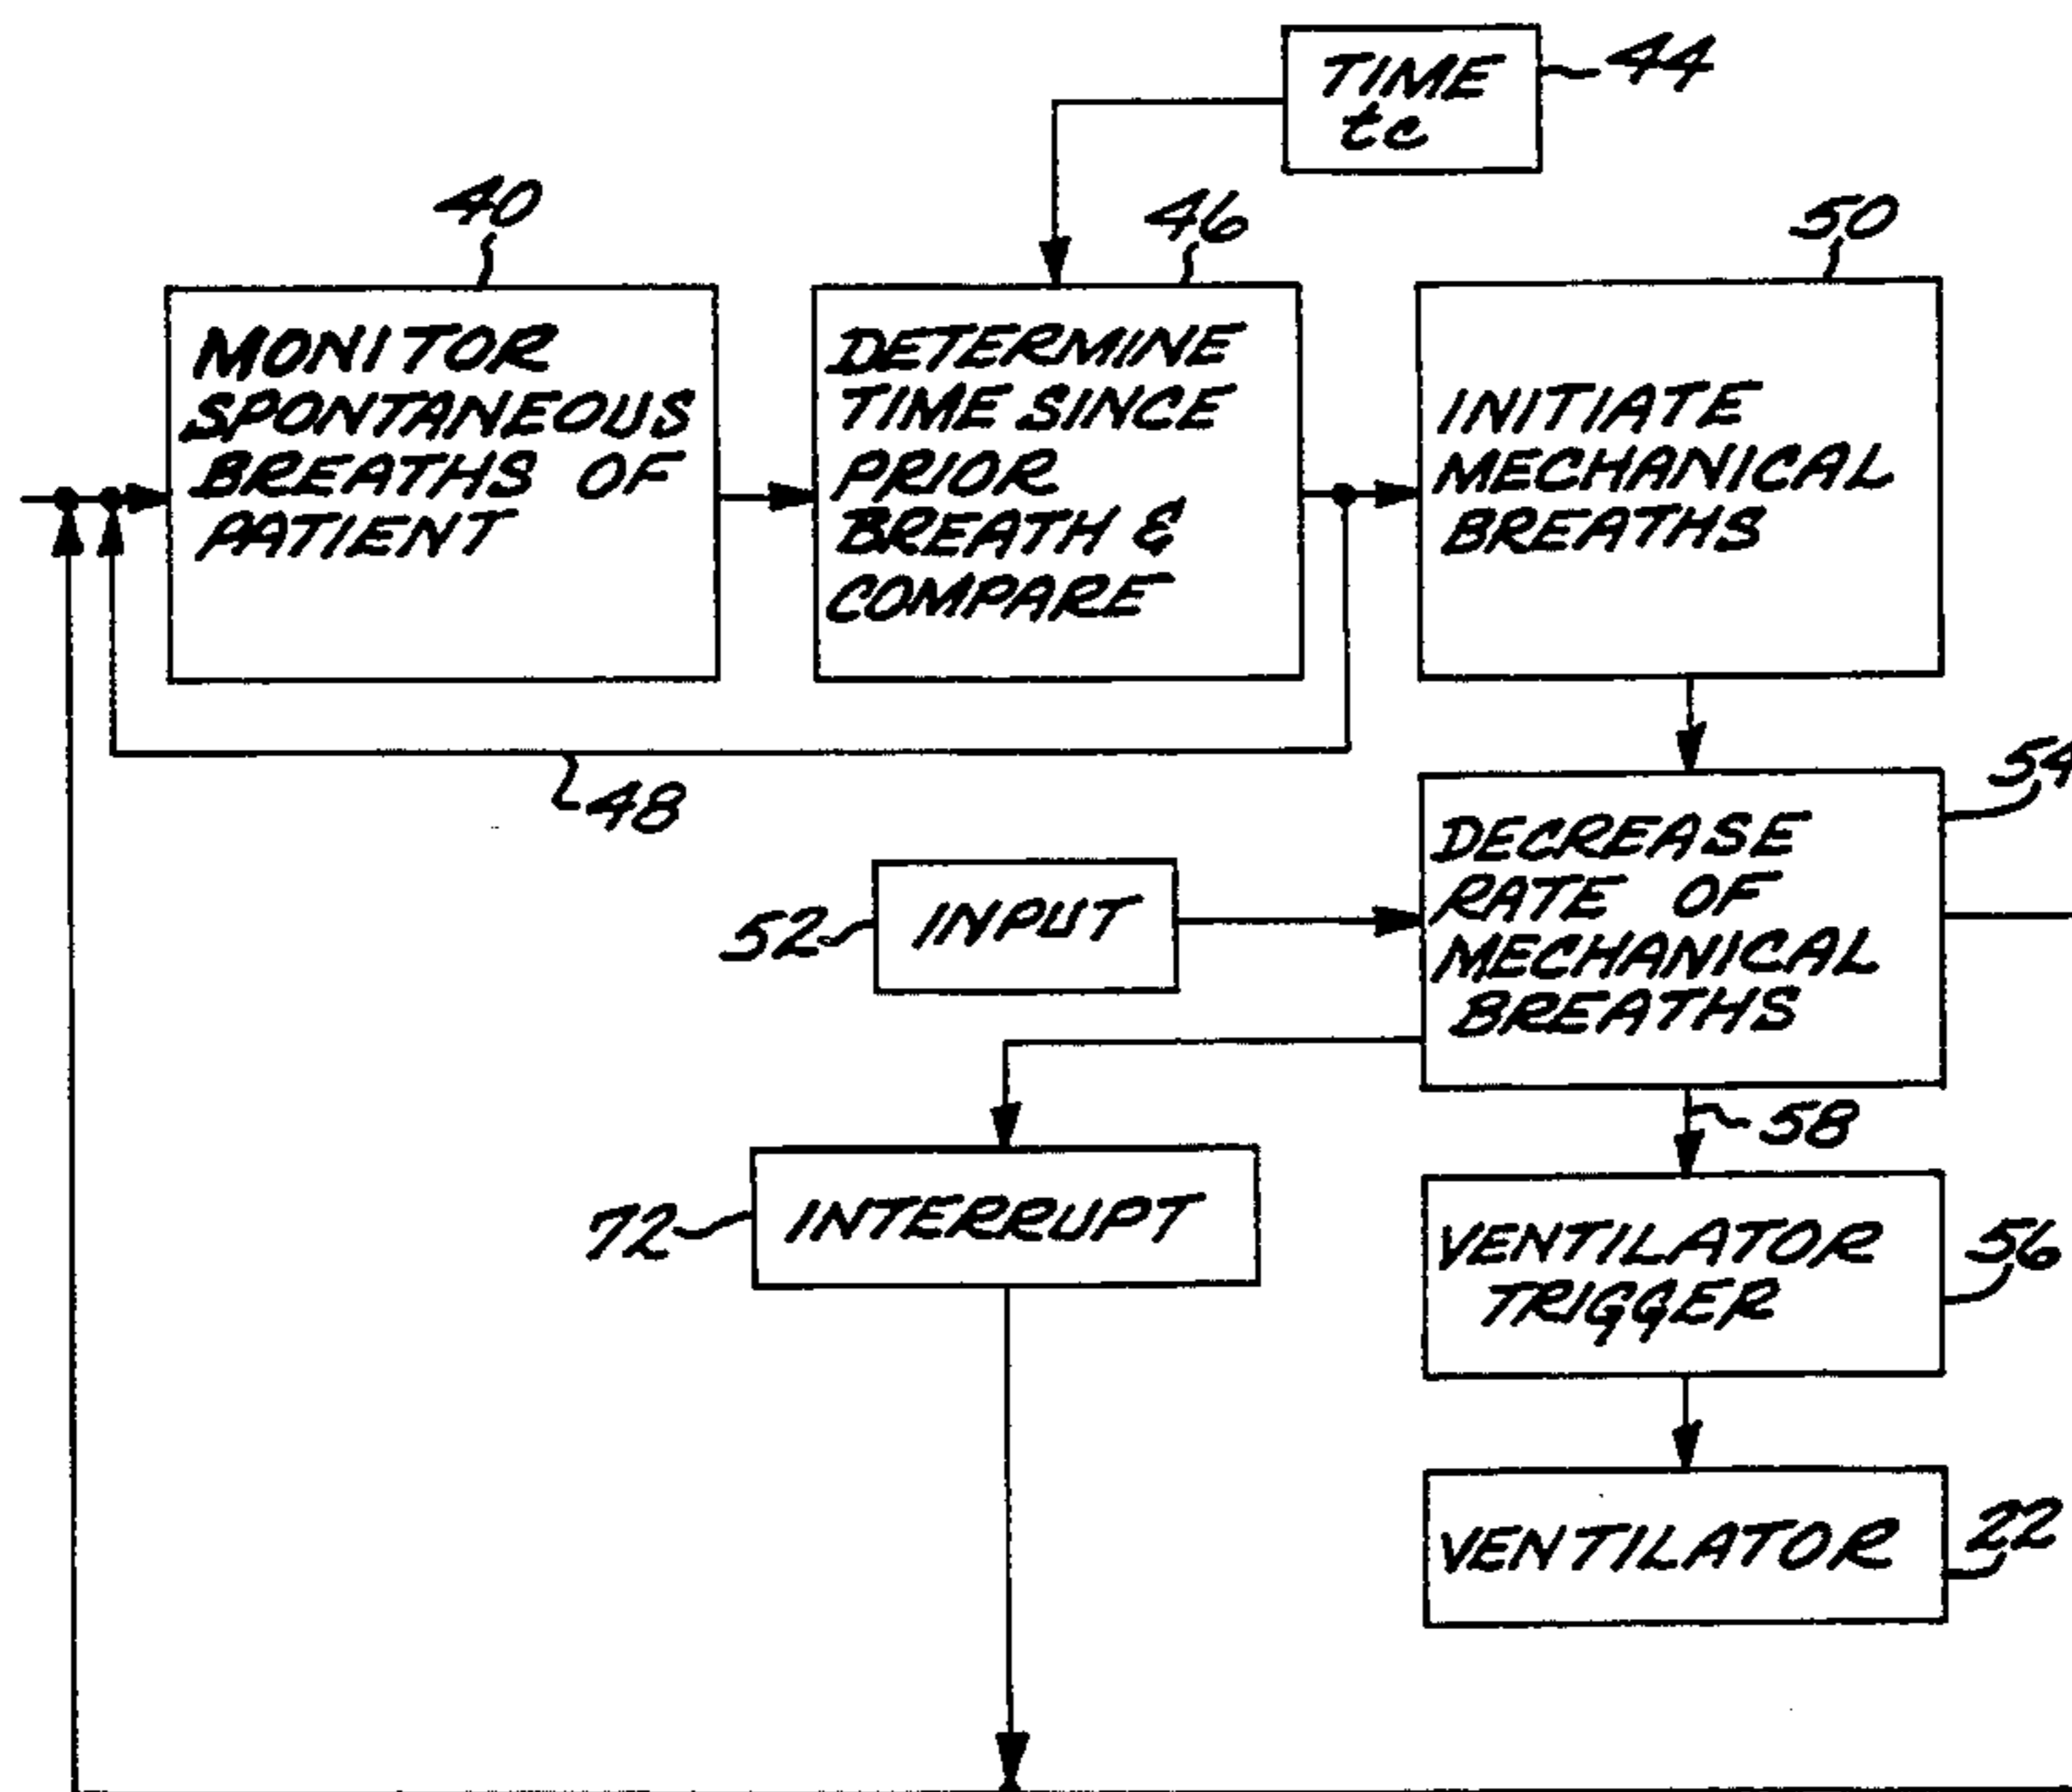 TIME
tc
44
40
46
50
MONITOR
SPONTANEOUS
BREATHS OF
PATIENT
DETERMINE
TIME SINCE
PRIOR
BREATH &
COMPARE
INITIATE
MECHANICAL
BREATHS
48
54
DECREASE
RATE OF
MECHANICAL
BREATHS
52
INPUT
58
72
INTERRUPT
VENTILATOR
TRIGGER
56
VENTILATOR
22